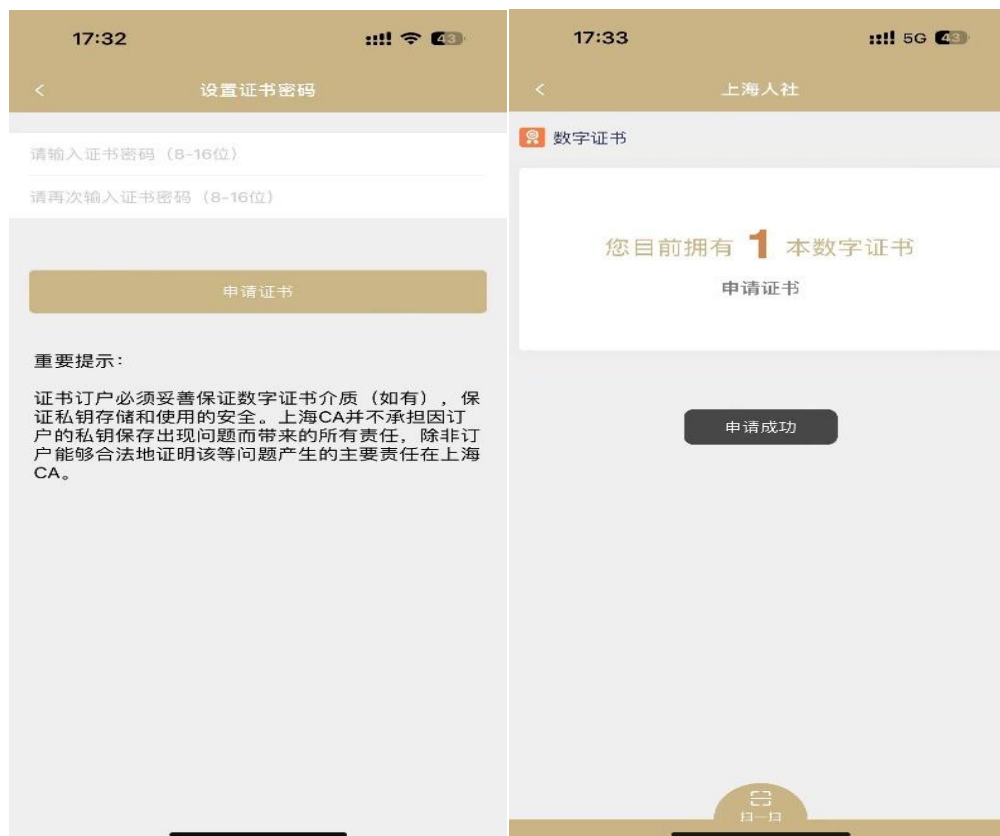 17:32
43
设置证书密码
请输入证书密码（8-16位）
请再次输入证书密码（8-16位）
申请证书
重要提示：
证书订户必须妥善保证数字证书介质（如有），保
证私钥存储和使用的安全。上海CA并不承担因订
户的私钥保存出现问题而带来的所有责任，除非订
户能够合法地证明该等问题产生的主要责任在上海
CA。
17:33
5G 43
上海人社
数字证书
您目前拥有 1 本数字证书
申请证书
申请成功
扫一扫